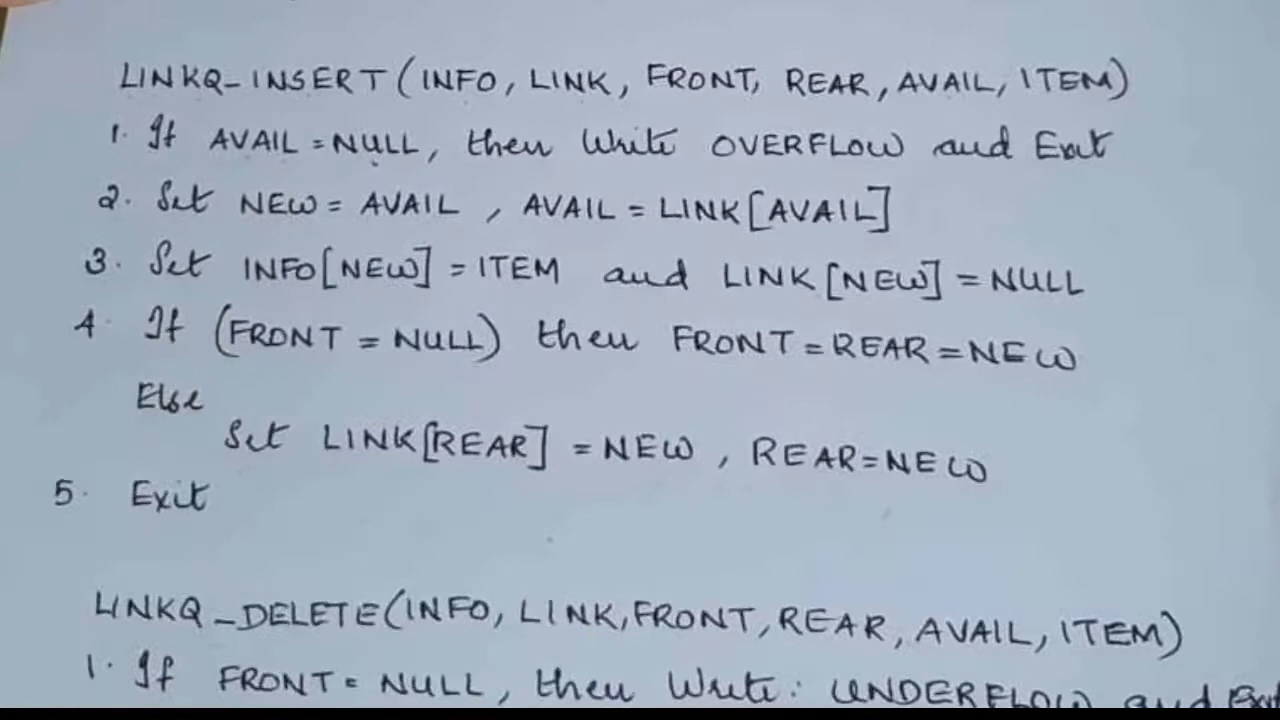 LINKQ-INSERT (INFO, LINK, FRONT, REAR, AVAIL, ITEM)
1. If AVAIL = NULL, then Write OVERFLOW and Exit
2. Set NEW = AVAIL , AVAIL = LINK[AVAIL]
3. Set INFO[NEW] = ITEM and LINK[NEW] = NULL
4 If (FRONT = NULL) then FRONT = REAR = NEW
Else
Set LINK[REAR] = NEW , REAR = NEW
5. Exit
LINKQ_DELETE(INFO, LINK, FRONT, REAR, AVAIL, ITEM)
1. If FRONT = NULL, then Write: UNDERFLOW and Exit